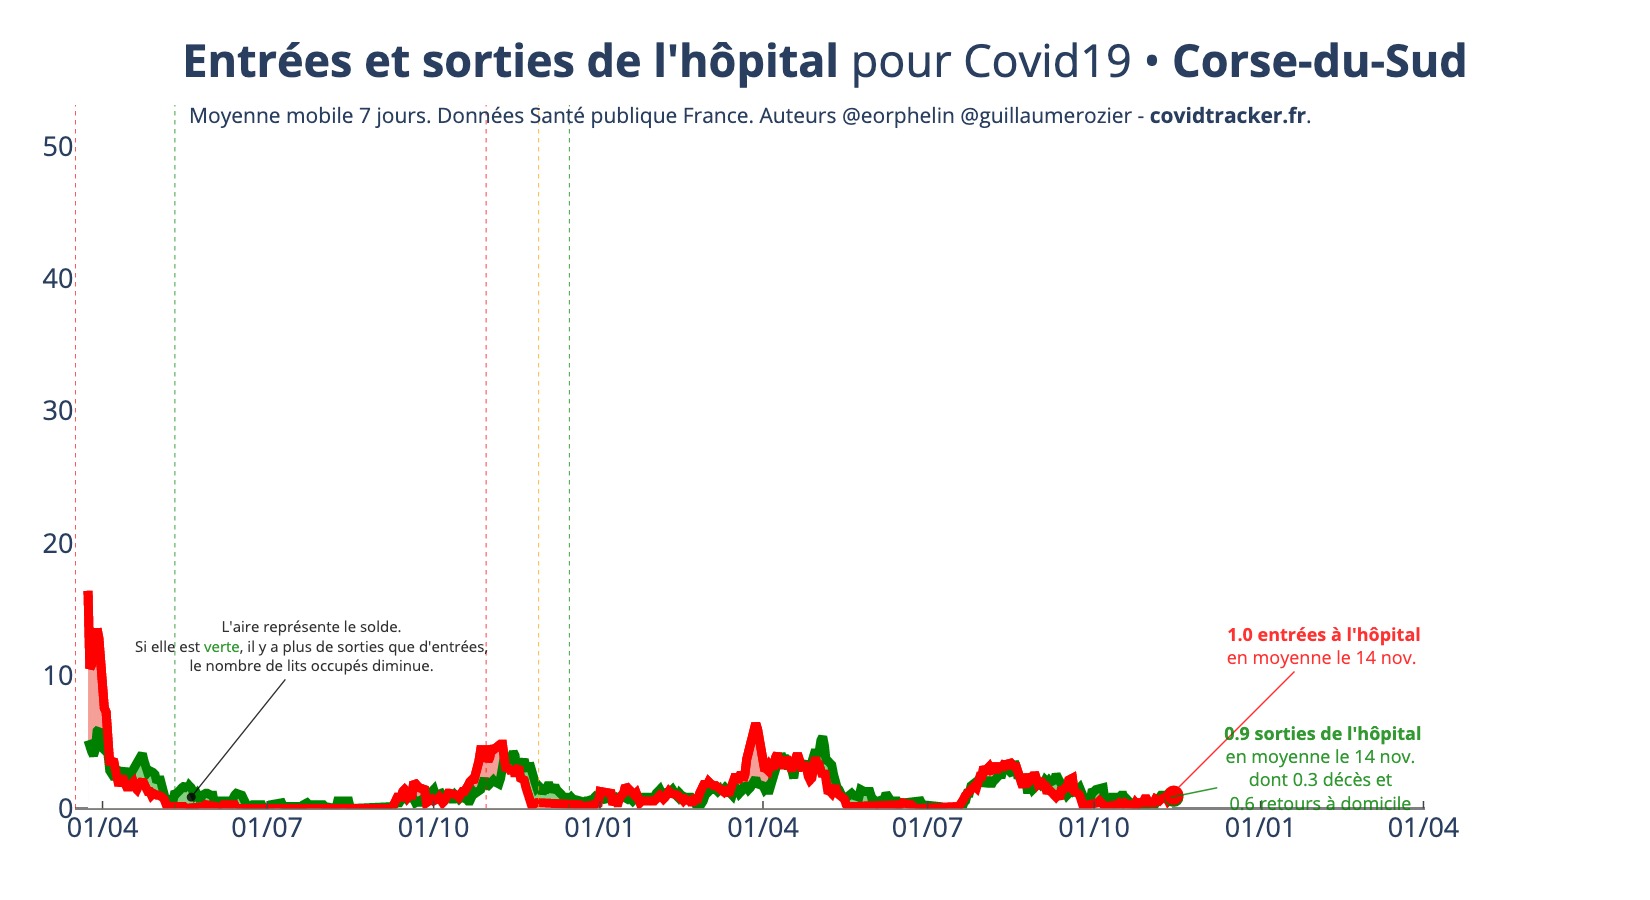 Entrées et sorties de l'hôpital pour Covid19 • Corse-du-Sud
Moyenne mobile 7 jours. Données Santé publique France. Auteurs @eorphelin @guillaumerozier - covidtracker.fr.
50
40
30
20
10
0
L'aire représente le solde.
Si elle est verte, il y a plus de sorties que d'entrées,
le nombre de lits occupés diminue.
1.0 entrées à l'hôpital
en moyenne le 14 nov.
0.9 sorties de l'hôpital
en moyenne le 14 nov.
dont 0.3 décès et
0.6 retours à domicile
01/04 01/07 01/10 01/01 01/04 01/07 01/10 01/01 01/04